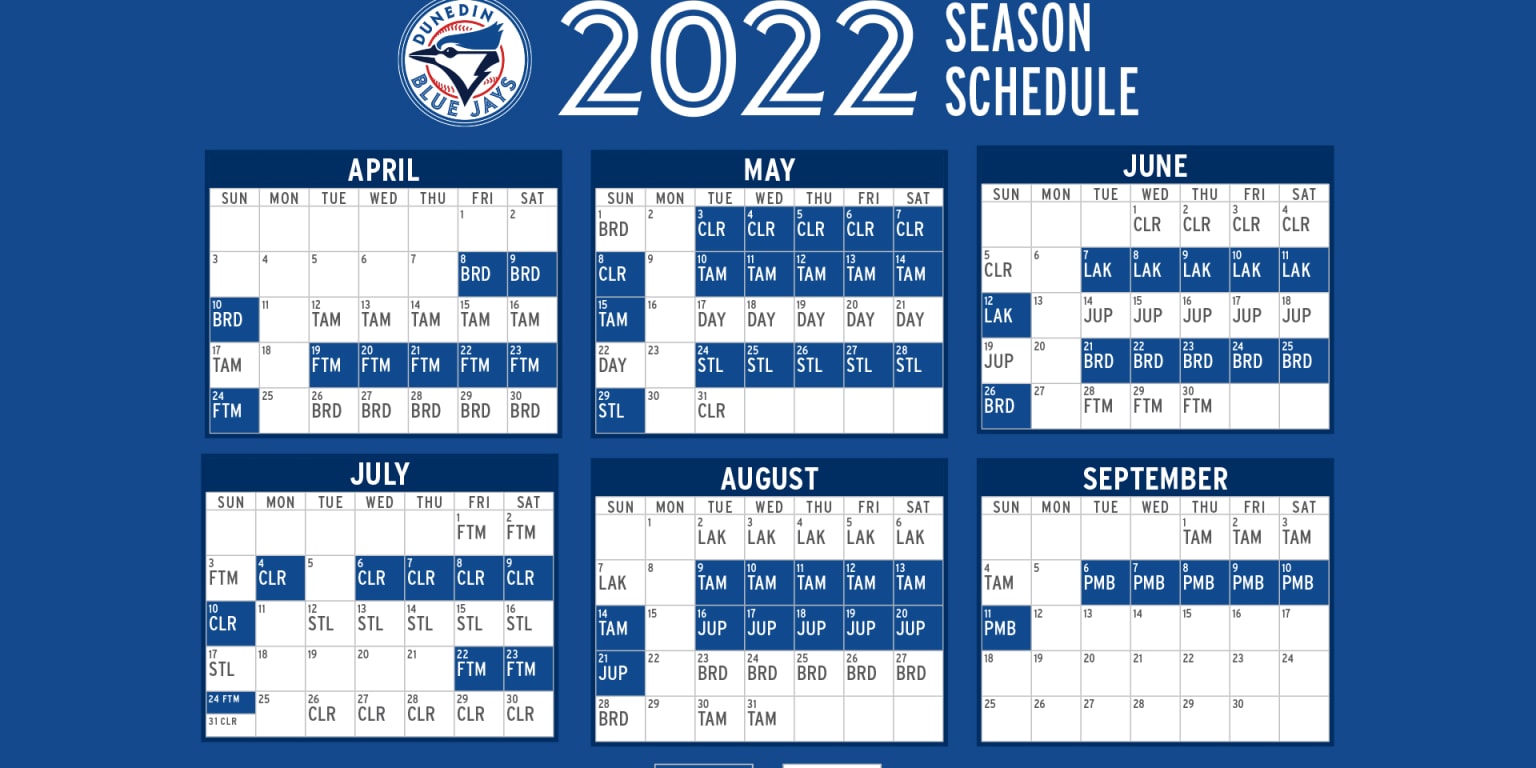 DUNEDIN
BLUE JAYS
2022
SEASON
SCHEDULE
APRIL
SUN MON TUE WED THU FRI SAT
1 2
3 4 5 6 7 8 BRD 9 BRD
10 BRD 11 12 TAM 13 TAM 14 TAM 15 TAM 16 TAM
17 TAM 18 19 FTM 20 FTM 21 FTM 22 FTM 23 FTM
24 FTM 25 26 BRD 27 BRD 28 BRD 29 BRD 30 BRD
MAY
SUN MON TUE WED THU FRI SAT
1 BRD 2 3 CLR 4 CLR 5 CLR 6 CLR 7 CLR
8 CLR 9 10 TAM 11 TAM 12 TAM 13 TAM 14 TAM
15 TAM 16 17 DAY 18 DAY 19 DAY 20 DAY 21 DAY
22 DAY 23 24 STL 25 STL 26 STL 27 STL 28 STL
29 STL 30 31 CLR
JUNE
SUN MON TUE WED THU FRI SAT
1 CLR 2 CLR 3 CLR 4 CLR
5 CLR 6 7 LAK 8 LAK 9 LAK 10 LAK 11 LAK
12 LAK 13 14 JUP 15 JUP 16 JUP 17 JUP 18 JUP
19 JUP 20 21 BRD 22 BRD 23 BRD 24 BRD 25 BRD
26 BRD 27 28 FTM 29 FTM 30 FTM
JULY
SUN MON TUE WED THU FRI SAT
1 FTM 2 FTM
3 FTM 4 CLR 5 6 CLR 7 CLR 8 CLR 9 CLR
10 CLR 11 12 STL 13 STL 14 STL 15 STL 16 STL
17 STL 18 19 20 21 22 FTM 23 FTM
24 FTM 25 26 CLR 27 CLR 28 CLR 29 CLR 30 CLR
31 CLR
AUGUST
SUN MON TUE WED THU FRI SAT
1 2 LAK 3 LAK 4 LAK 5 LAK 6 LAK
7 LAK 8 9 TAM 10 TAM 11 TAM 12 TAM 13 TAM
14 TAM 15 16 JUP 17 JUP 18 JUP 19 JUP 20 JUP
21 JUP 22 23 BRD 24 BRD 25 BRD 26 BRD 27 BRD
28 BRD 29 30 TAM 31 TAM
SEPTEMBER
SUN MON TUE WED THU FRI SAT
1 TAM 2 TAM 3 TAM
4 TAM 5 6 PMB 7 PMB 8 PMB 9 PMB 10 PMB
11 PMB 12 13 14 15 16 17
18 19 20 21 22 23 24
25 26 27 28 29 30